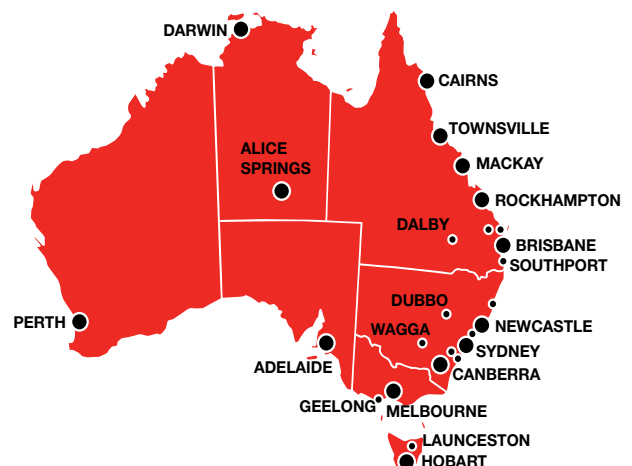 DARWIN
CAIRNS
TOWNSVILLE
ALICE
SPRINGS
MACKAY
ROCKHAMPTON
DALBY
BRISBANE
SOUTHPORT
DUBBO
PERTH
NEWCASTLE
WAGGA
SYDNEY
ADELAIDE
CANBERRA
GEELONG
MELBOURNE
LAUNCESTON
HOBART